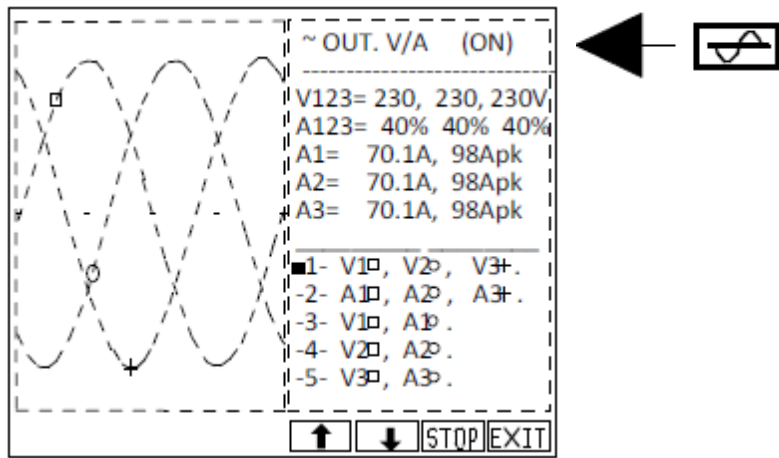 ~ OUT. V/A (ON)
V123= 230, 230, 230V
A123= 40% 40% 40%
A1= 70.1A, 98Apk
A2= 70.1A, 98Apk
A3= 70.1A, 98Apk
■1- V1□, V2○, V3+.
-2- A1□, A2○, A3+.
-3- V1□, A1○.
-4- V2□, A2○.
-5- V3□, A3○.
↑ ↓ STOP EXIT